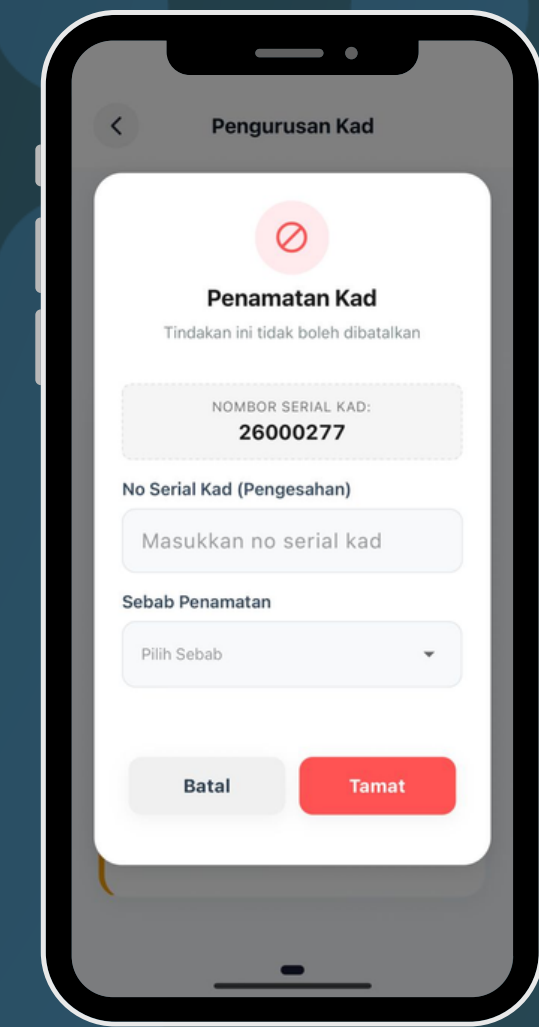 Pengurusan Kad
Penamatan Kad
Tindakan ini tidak boleh dibatalkan
NOMBOR SERIAL KAD:
26000277
No Serial Kad (Pengesahan)
Masukkan no serial kad
Sebab Penamatan
Pilih Sebab
Batal
Tamat